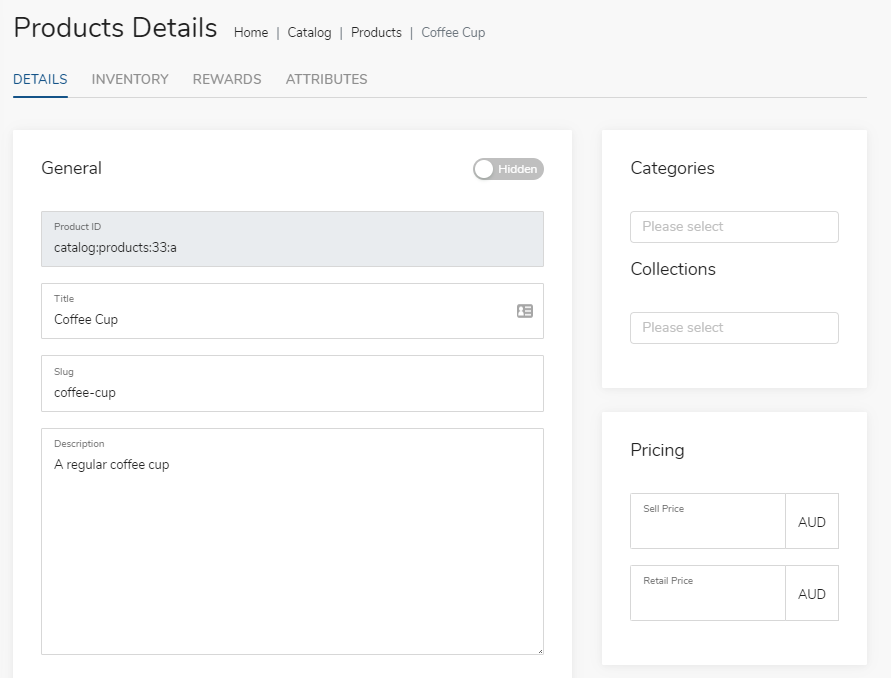 Products Details Home | Catalog | Products | Coffee Cup
DETAILS INVENTORY REWARDS ATTRIBUTES
General
Hidden
Product ID
catalog:products:33:a
Title
Coffee Cup
Slug
coffee-cup
Description
A regular coffee cup
Categories
Please select
Collections
Please select
Pricing
Sell Price
AUD
Retail Price
AUD